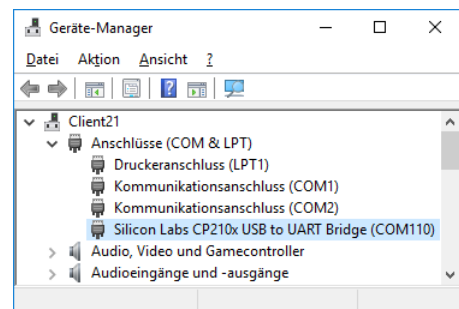 Geräte-Manager
Datei Aktion Ansicht ?
Client21
Anschlüsse (COM & LPT)
Druckeranschluss (LPT1)
Kommunikationsanschluss (COM1)
Kommunikationsanschluss (COM2)
Silicon Labs CP210x USB to UART Bridge (COM110)
Audio, Video und Gamecontroller
Audioeingänge und -ausgänge